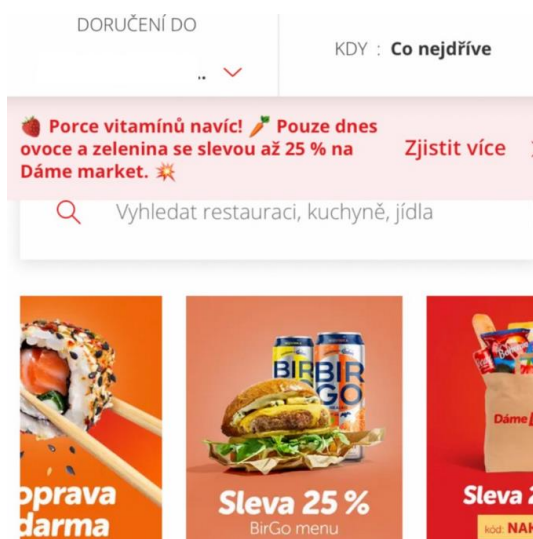 DORUČENÍ DO
..
KDY : Co nejdříve
🍓 Porce vitamínů navíc! 🥕 Pouze dnes
ovoce a zelenina se slevou až 25 % na
Dáme market. 💥
Zjistit více
Vyhledat restauraci, kuchyně, jídla
BIR
GO
BIR
GO
Dáme
oprava
darma
Sleva 25 %
BirGo menu
Sleva 2
kód: NAK